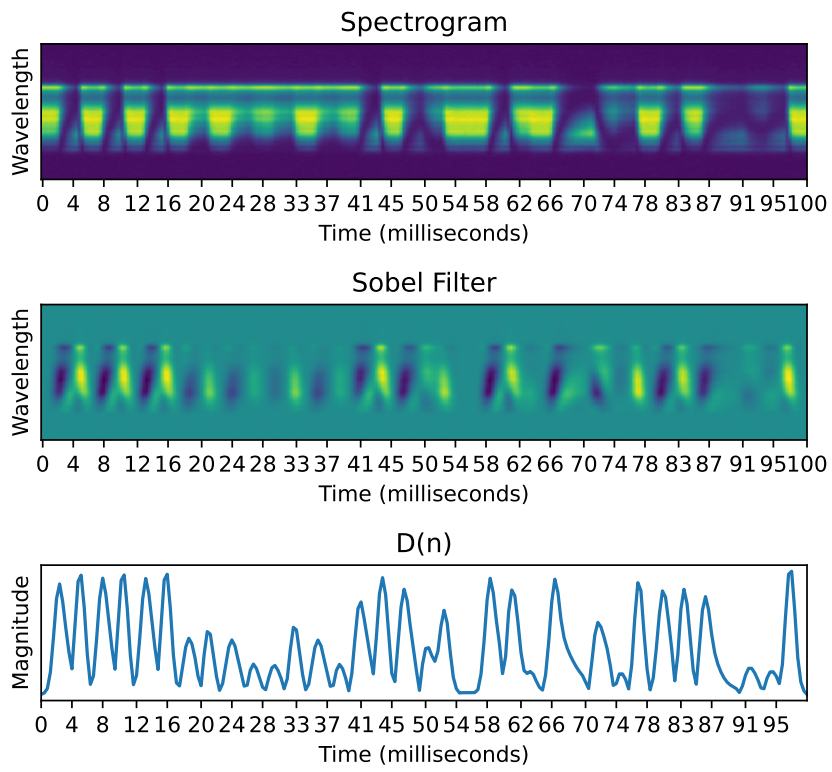 Spectrogram
Wavelength
0 4 8 12 16 20 24 28 33 37 41 45 50 54 58 62 66 70 74 78 83 87 91 95 100
Time (milliseconds)
Sobel Filter
Wavelength
0 4 8 12 16 20 24 28 33 37 41 45 50 54 58 62 66 70 74 78 83 87 91 95 100
Time (milliseconds)
D(n)
Magnitude
0 4 8 12 16 20 24 28 33 37 41 45 50 54 58 62 66 70 74 78 83 87 91 95
Time (milliseconds)